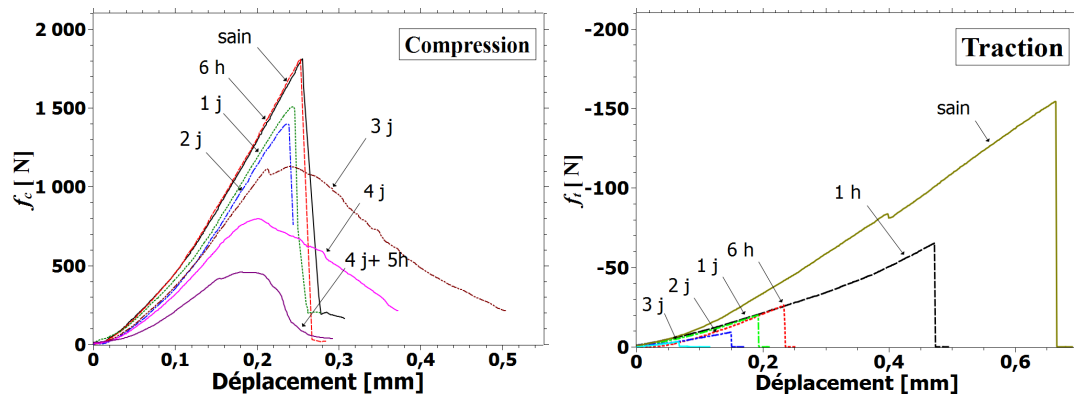 2 000
1 500
1 000
500
0
0
0,1
0,2
0,3
0,4
0,5
Déplacement [mm]
fc [ N]
Compression
sain
6 h
1 j
2 j
3 j
4 j
4 j+ 5h
-200
-150
-100
-50
0
0
0,2
0,4
0,6
Déplacement [mm]
ft [ N]
Traction
sain
1 h
6 h
1 j
2 j
3 j